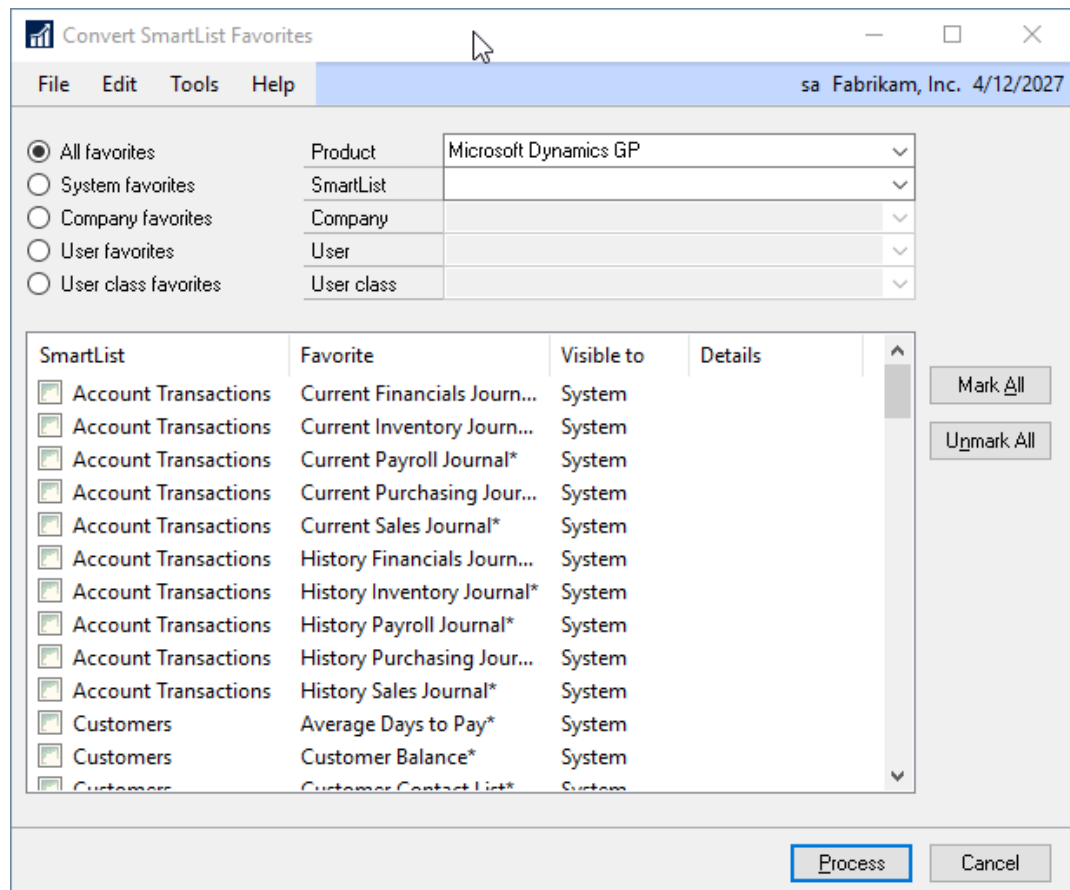 Convert SmartList Favorites
File Edit Tools Help sa Fabrikam, Inc. 4/12/2027
All favorites Product Microsoft Dynamics GP
System favorites SmartList
Company favorites Company
User favorites User
User class favorites User class
SmartList Favorite Visible to Details
Account Transactions Current Financials Journ... System
Mark All
Account Transactions Current Inventory Journ... System
Unmark All
Account Transactions Current Payroll Journal* System
Account Transactions Current Purchasing Jour... System
Account Transactions Current Sales Journal* System
Account Transactions History Financials Journ... System
Account Transactions History Inventory Journal* System
Account Transactions History Payroll Journal* System
Account Transactions History Purchasing Jour... System
Account Transactions History Sales Journal* System
Customers Average Days to Pay* System
Customers Customer Balance* System
Customers Customer Contact List* System
Process Cancel